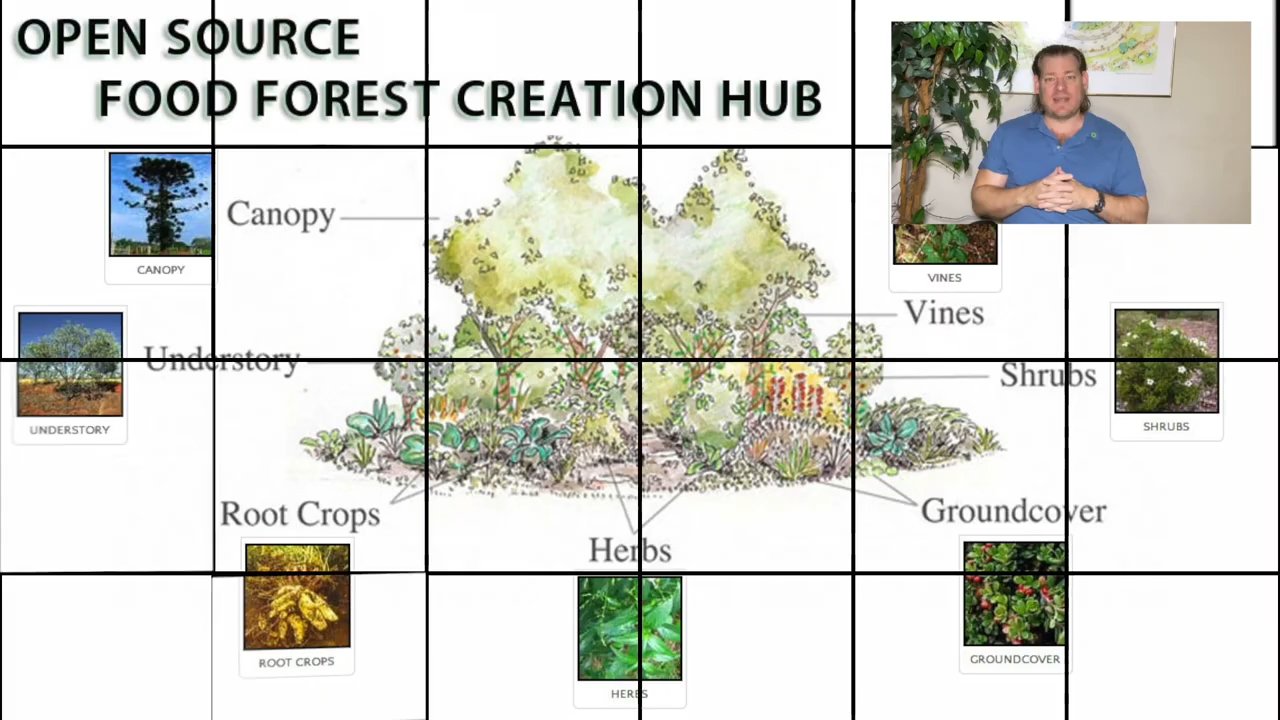 OPEN SOURCE
FOOD FOREST CREATION HUB
Canopy
CANOPY
VINES
Vines
Understory
UNDERSTORY
Shrubs
SHRUBS
Root Crops
Groundcover
Herbs
ROOT CROPS
GROUNDCOVER
HERBS